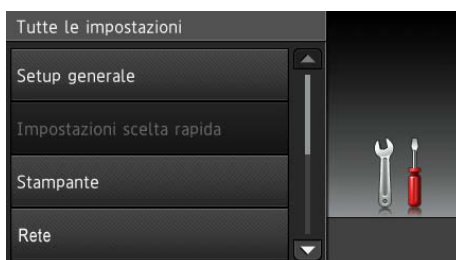 Tutte le impostazioni
Setup generale
Impostazioni scelta rapida
Stampante
Rete